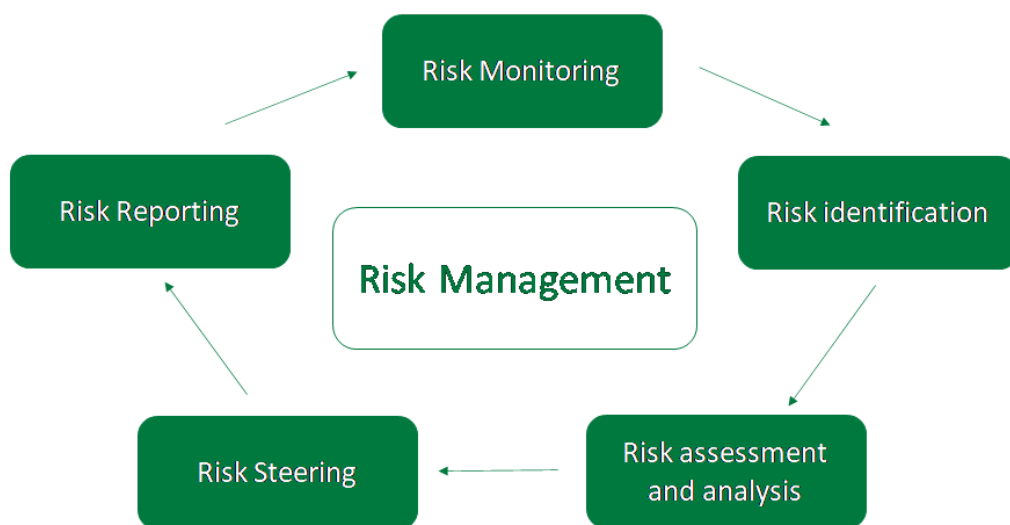 Risk Monitoring
Risk Reporting
Risk identification
Risk Management
Risk Steering
Risk assessment
and analysis